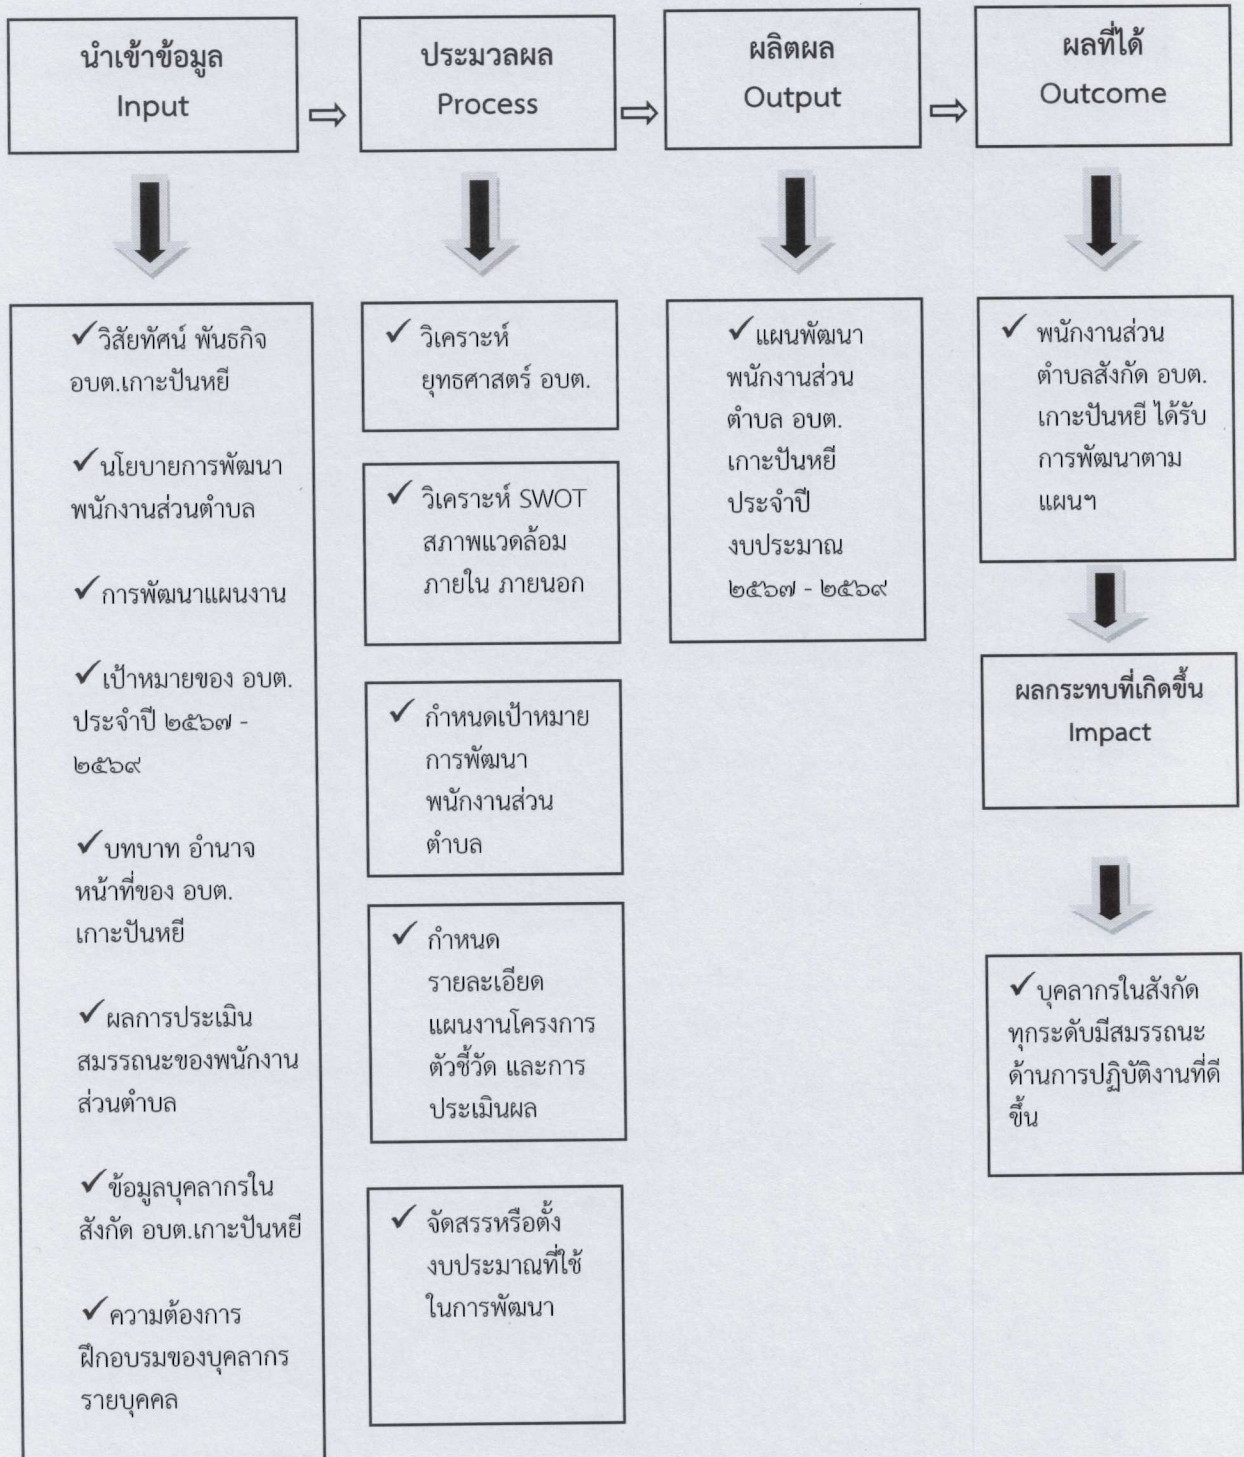 นำเข้าข้อมูล
Input
ประมวลผล
Process
ผลิตผล
Output
ผลที่ได้
Outcome
✓วิสัยทัศน์ พันธกิจ
อบต.เกาะปันหยี
✓นโยบายการพัฒนา
พนักงานส่วนตำบล
✓การพัฒนาแผนงาน
✓เป้าหมายของ อบต.
ประจำปี ๒๕๖๗ -
๒๕๖๙
✓บทบาท อำนาจ
หน้าที่ของ อบต.
เกาะปันหยี
✓ผลการประเมิน
สมรรถนะของพนักงาน
ส่วนตำบล
✓ข้อมูลบุคลากรใน
สังกัด อบต.เกาะปันหยี
✓ความต้องการ
ฝึกอบรมของบุคลากร
รายบุคคล
✓ วิเคราะห์
ยุทธศาสตร์ อบต.
✓ วิเคราะห์ SWOT
สภาพแวดล้อม
ภายใน ภายนอก
✓ กำหนดเป้าหมาย
การพัฒนา
พนักงานส่วน
ตำบล
✓ กำหนด
รายละเอียด
แผนงานโครงการ
ตัวชี้วัด และการ
ประเมินผล
✓ จัดสรรหรือตั้ง
งบประมาณที่ใช้
ในการพัฒนา
✓แผนพัฒนา
พนักงานส่วน
ตำบล อบต.
เกาะปันหยี
ประจำปี
งบประมาณ
๒๕๖๗ - ๒๕๖๙
✓ พนักงานส่วน
ตำบลสังกัด อบต.
เกาะปันหยี ได้รับ
การพัฒนาตาม
แผนฯ
ผลกระทบที่เกิดขึ้น
Impact
✓บุคลากรในสังกัด
ทุกระดับมีสมรรถนะ
ด้านการปฏิบัติงานที่ดี
ขึ้น